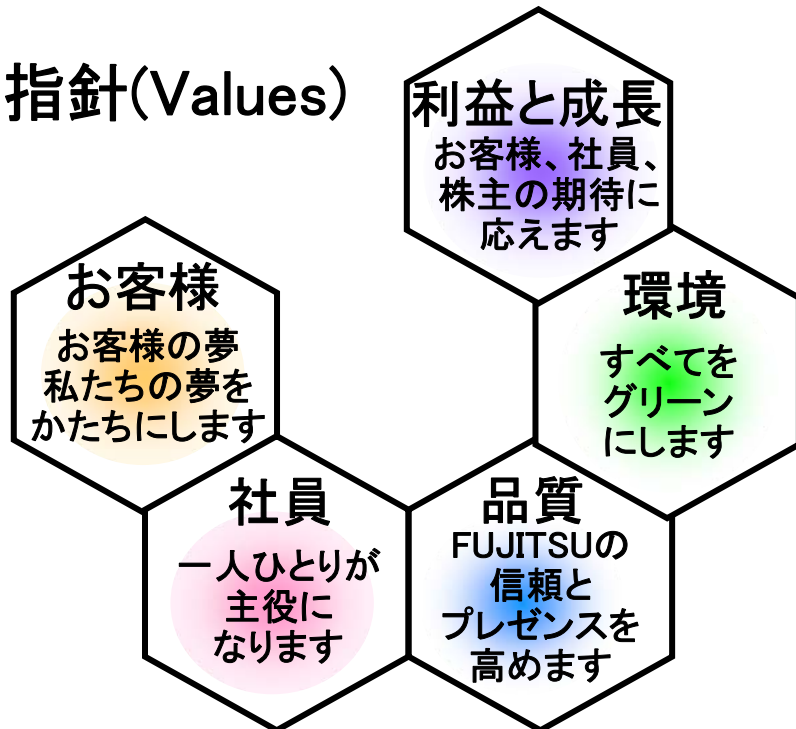 指針(Values)
利益と成長
お客様、社員、
株主の期待に
応えます
お客様
お客様の夢
私たちの夢を
かたちにします
環境
すべてを
グリーン
にします
社員
一人ひとりが
主役に
なります
品質
FUJITSUの
信頼と
プレゼンスを
高めます